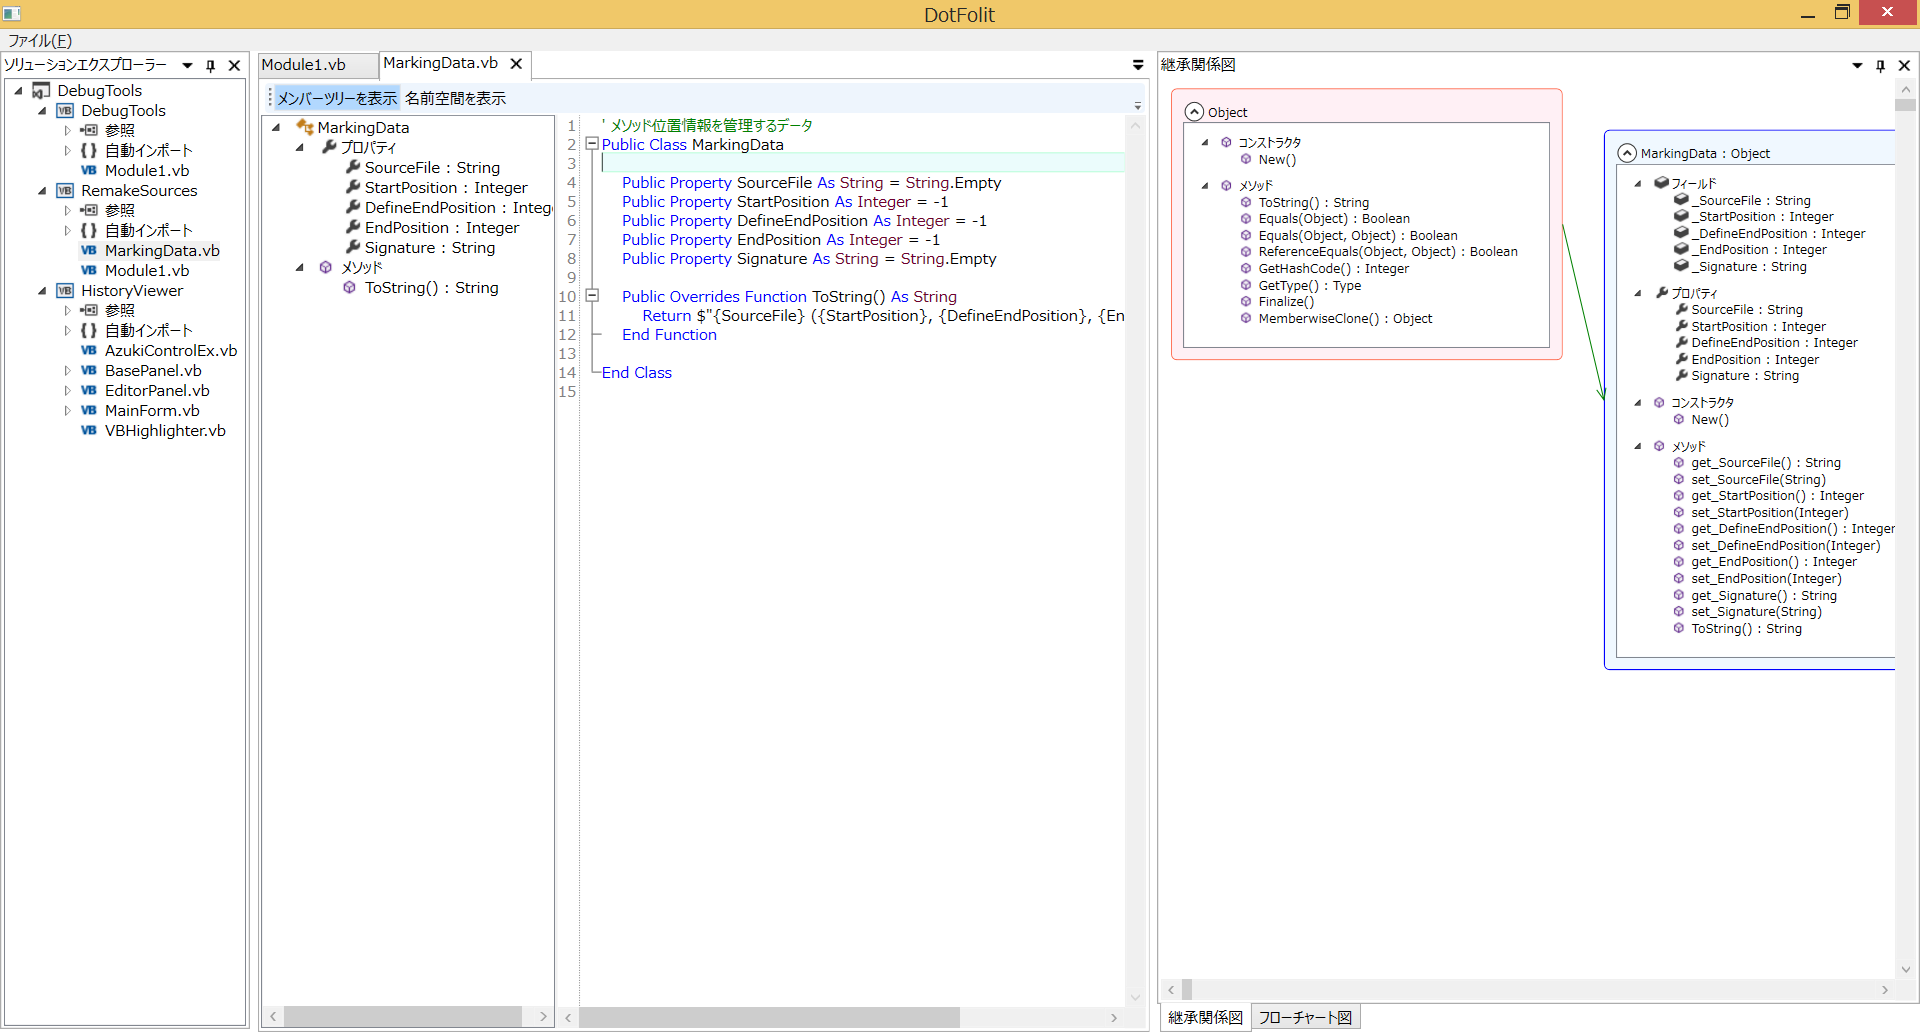 DotFolit
ファイル(F)
ソリューションエクスプローラー
DebugTools
DebugTools
参照
自動インポート
Module1.vb
RemakeSources
参照
自動インポート
MarkingData.vb
Module1.vb
HistoryViewer
参照
自動インポート
AzukiControlEx.vb
BasePanel.vb
EditorPanel.vb
MainForm.vb
VBHighlighter.vb
Module1.vb
MarkingData.vb
メンバーツリーを表示 名前空間を表示
MarkingData
プロパティ
SourceFile : String
StartPosition : Integer
DefineEndPosition : Integ
EndPosition : Integer
Signature : String
メソッド
ToString() : String
1 ' メソッド位置情報を管理するデータ
2 Public Class MarkingData
3
4 Public Property SourceFile As String = String.Empty
5 Public Property StartPosition As Integer = -1
6 Public Property DefineEndPosition As Integer = -1
7 Public Property EndPosition As Integer = -1
8 Public Property Signature As String = String.Empty
9
10 Public Overrides Function ToString() As String
11 Return $"{SourceFile} ({StartPosition}, {DefineEndPosition}, {En
12 End Function
13
14 End Class
15
継承関係図
Object
コンストラクタ
New()
メソッド
ToString() : String
Equals(Object) : Boolean
Equals(Object, Object) : Boolean
ReferenceEquals(Object, Object) : Boolean
GetHashCode() : Integer
GetType() : Type
Finalize()
MemberwiseClone() : Object
MarkingData : Object
フィールド
_SourceFile : String
_StartPosition : Integer
_DefineEndPosition : Integer
_EndPosition : Integer
_Signature : String
プロパティ
SourceFile : String
StartPosition : Integer
DefineEndPosition : Integer
EndPosition : Integer
Signature : String
コンストラクタ
New()
メソッド
get_SourceFile() : String
set_SourceFile(String)
get_StartPosition() : Integer
set_StartPosition(Integer)
get_DefineEndPosition() : Integer
set_DefineEndPosition(Integer)
get_EndPosition() : Integer
set_EndPosition(Integer)
get_Signature() : String
set_Signature(String)
ToString() : String
継承関係図 フローチャート図